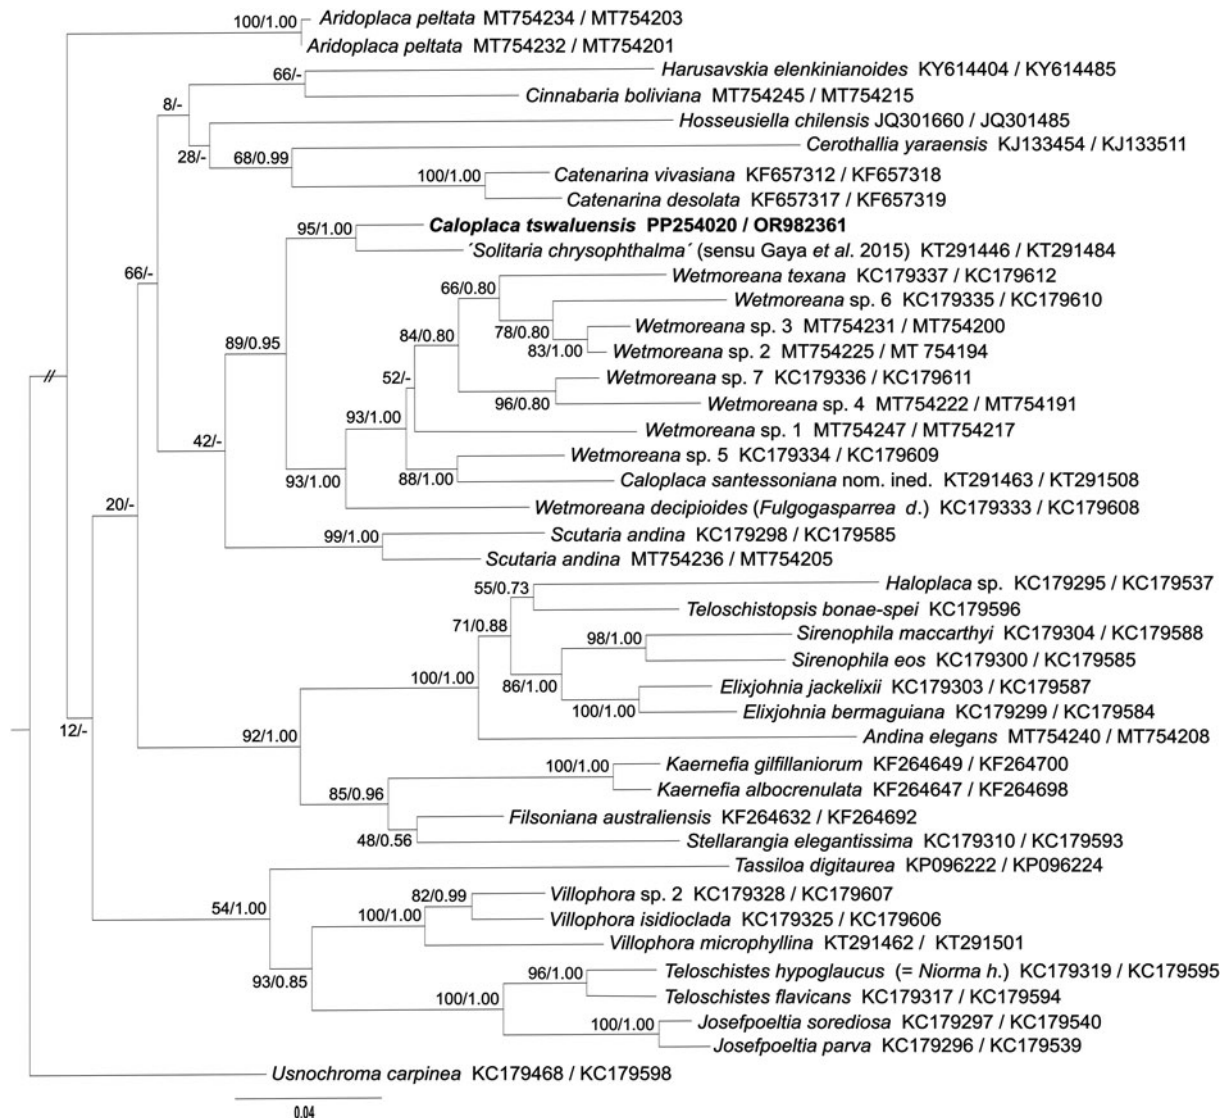 100/1.00
Aridoplaca peltata MT754234 / MT754203
Aridoplaca peltata MT754232 / MT754201
66/-
Harusavskia elenkinianoides KY614404 / KY614485
8/-
Cinnabaria boliviana MT754245 / MT754215
Hosseusiella chilensis JQ301660 / JQ301485
28/-
68/0.99
Cerothallia yaraensis KJ133454 / KJ133511
100/1.00
Catenarina vivasiana KF657312 / KF657318
Catenarina desolata KF657317 / KF657319
95/1.00
Caloplaca tswaluensis PP254020 / OR982361
´Solitaria chrysophthalma´ (sensu Gaya et al. 2015) KT291446 / KT291484
66/-
Wetmoreana texana KC179337 / KC179612
66/0.80
Wetmoreana sp. 6 KC179335 / KC179610
78/0.80
Wetmoreana sp. 3 MT754231 / MT754200
84/0.80
83/1.00
Wetmoreana sp. 2 MT754225 / MT 754194
89/0.95
52/-
Wetmoreana sp. 7 KC179336 / KC179611
96/0.80
Wetmoreana sp. 4 MT754222 / MT754191
93/1.00
Wetmoreana sp. 1 MT754247 / MT754217
42/-
Wetmoreana sp. 5 KC179334 / KC179609
93/1.00
88/1.00
Caloplaca santessoniana nom. ined. KT291463 / KT291508
20/-
Wetmoreana decipioides (Fulgogasparrea d.) KC179333 / KC179608
99/1.00
Scutaria andina KC179298 / KC179585
Scutaria andina MT754236 / MT754205
55/0.73
Haloplaca sp. KC179295 / KC179537
Teloschistopsis bonae-spei KC179596
71/0.88
98/1.00
Sirenophila maccarthyi KC179304 / KC179588
Sirenophila eos KC179300 / KC179585
100/1.00
86/1.00
Elixjohnia jackelixii KC179303 / KC179587
100/1.00
Elixjohnia bermaguiana KC179299 / KC179584
12/-
92/1.00
Andina elegans MT754240 / MT754208
100/1.00
Kaernefia gilfillaniorum KF264649 / KF264700
Kaernefia albocrenulata KF264647 / KF264698
85/0.96
Filsoniana australiensis KF264632 / KF264692
48/0.56
Stellarangia elegantissima KC179310 / KC179593
Tassiloa digitaurea KP096222 / KP096224
82/0.99
Villophora sp. 2 KC179328 / KC179607
54/1.00
100/1.00
Villophora isidioclada KC179325 / KC179606
Villophora microphyllina KT291462 / KT291501
93/0.85
96/1.00
Teloschistes hypoglaucus (= Niorma h.) KC179319 / KC179595
Teloschistes flavicans KC179317 / KC179594
100/1.00
100/1.00
Josefpoeltia sorediosa KC179297 / KC179540
Josefpoeltia parva KC179296 / KC179539
Usnochroma carpinea KC179468 / KC179598
0.04